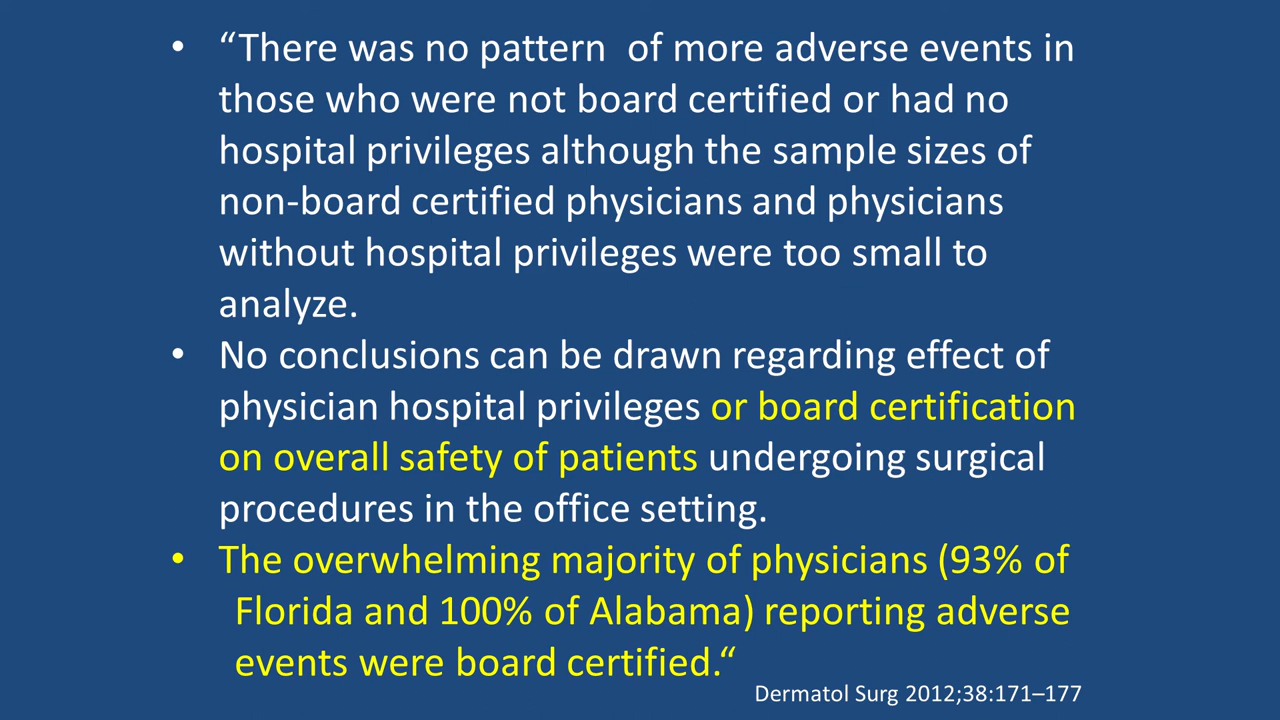 • “There was no pattern  of more adverse events in
those who were not board certified or had no
hospital privileges although the sample sizes of
non-board certified physicians and physicians
without hospital privileges were too small to
analyze.
• No conclusions can be drawn regarding effect of
physician hospital privileges or board certification
on overall safety of patients undergoing surgical
procedures in the office setting.
• The overwhelming majority of physicians (93% of
Florida and 100% of Alabama) reporting adverse
events were board certified.“
Dermatol Surg 2012;38:171–177